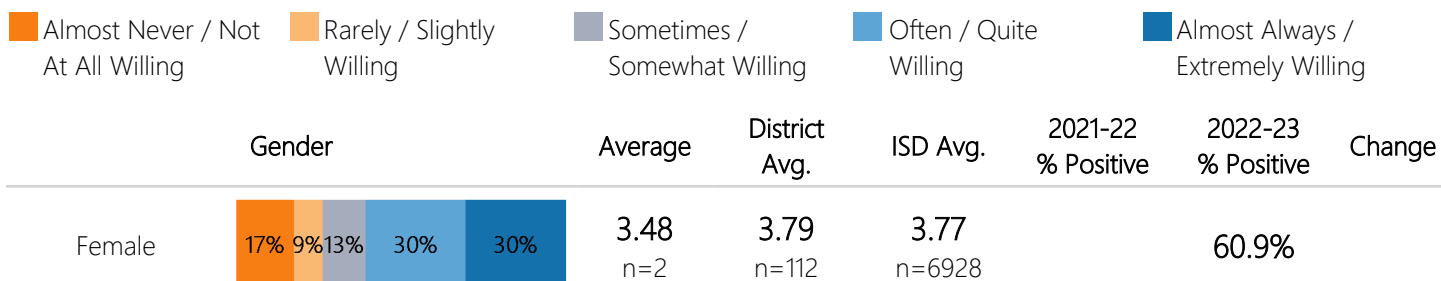 Almost Never / Not
At All Willing
Rarely / Slightly
Willing
Sometimes /
Somewhat Willing
Often / Quite
Willing
Almost Always /
Extremely Willing
Gender
Average
District
Avg.
ISD Avg.
2021-22
% Positive
2022-23
% Positive
Change
Female
17% 9% 13% 30% 30%
3.48
n=2
3.79
n=112
3.77
n=6928
60.9%